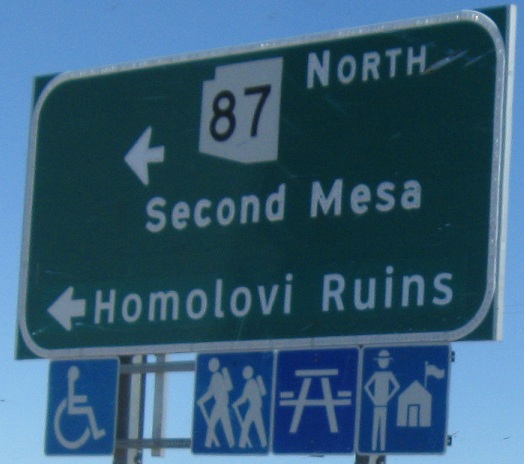 87 NORTH
Second Mesa
Homolovi Ruins